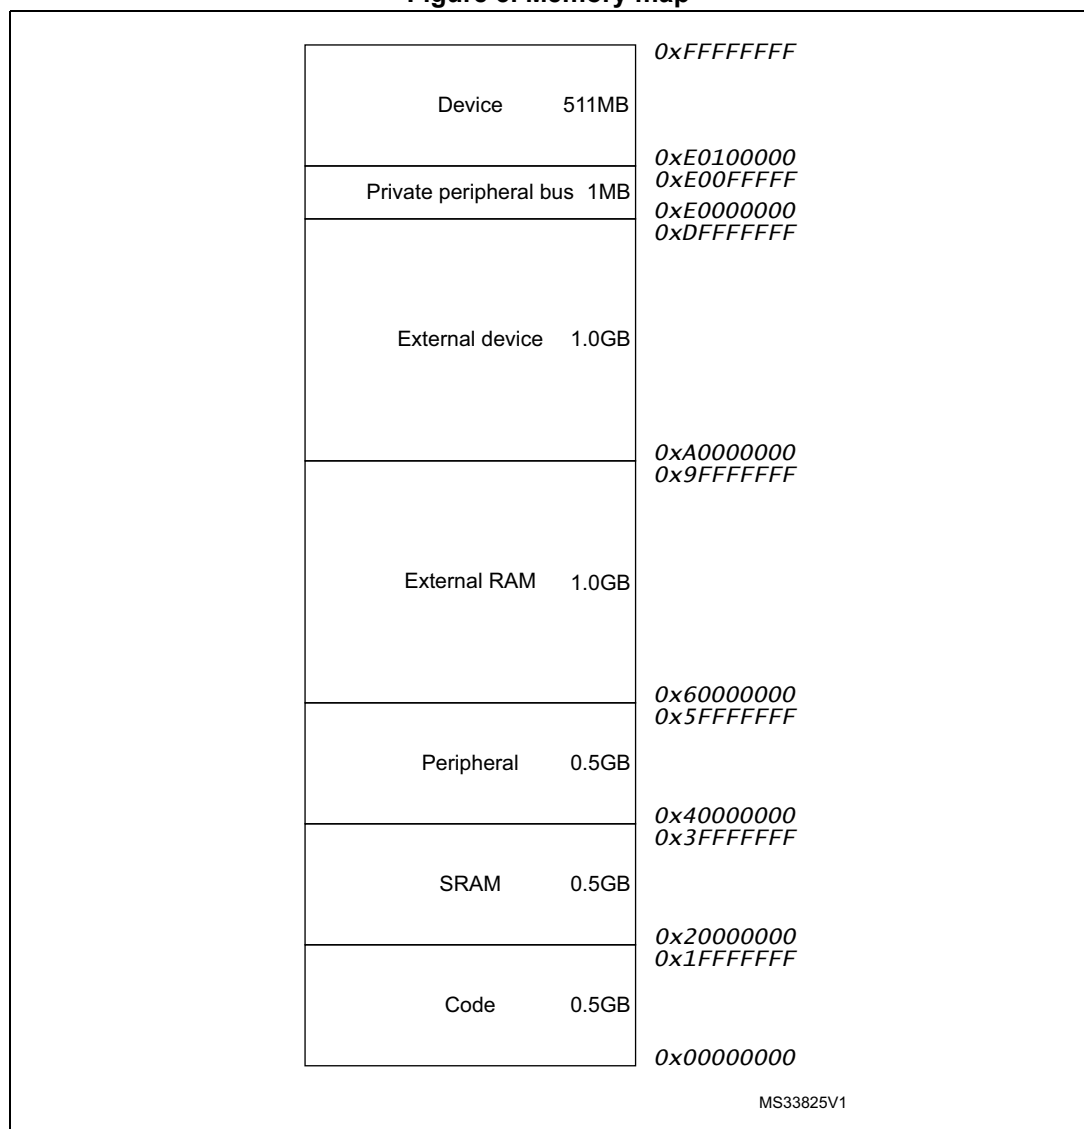 Figure 8. Memory map
0xFFFFFFFF
Device 511MB
0xE0100000
0xE00FFFFF
Private peripheral bus 1MB
0xE0000000
0xDFFFFFFF
External device 1.0GB
0xA0000000
0x9FFFFFFF
External RAM 1.0GB
0x60000000
0x5FFFFFFF
Peripheral 0.5GB
0x40000000
0x3FFFFFFF
SRAM 0.5GB
0x20000000
0x1FFFFFFF
Code 0.5GB
0x00000000
MS33825V1